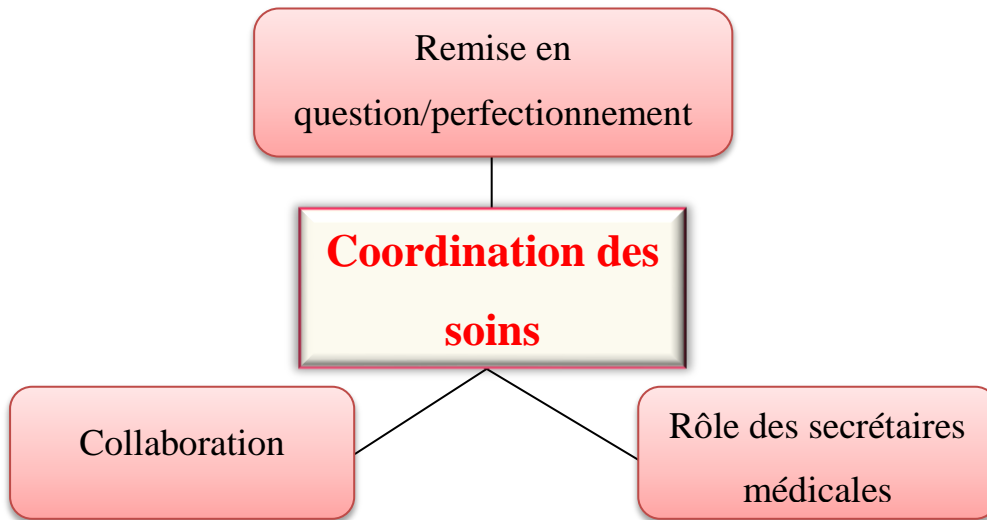 Remise en
question/perfectionnement
Coordination des
soins
Collaboration
Rôle des secrétaires
médicales